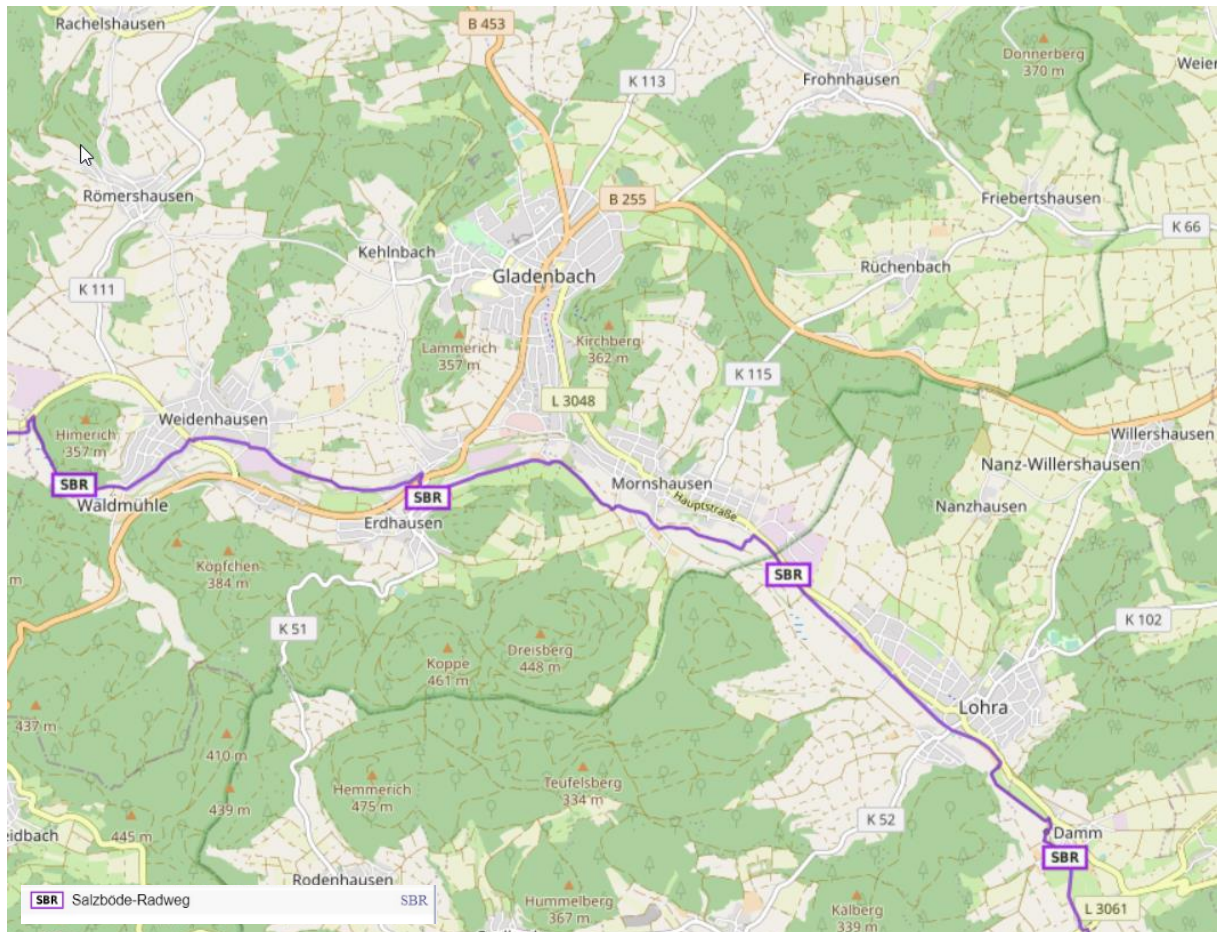 Rachelshausen
B 453
Donnerberg
370 m
Weier
K 113
Frohnhausen
Römershausen
B 255
Friebertshausen
K 66
Kehlnbach
Gladenbach
Rüchenbach
K 111
Lammerich
357 m
Kirchberg
362 m
K 115
L 3048
Weidenhausen
Himerich
357 m
Willershausen
Nanz-Willershausen
SBR
Waldmühle
SBR
Erdhausen
Mornshausen
Hauptstraße
Nanzhausen
Köpfchen
384 m
m
SBR
K 51
K 102
Dreisberg
448 m
Koppe
461 m
437 m
Lohra
410 m
Hemmerich
475 m
Teufelsberg
334 m
439 m
K 52
eidbach
445 m
Damm
SBR
Rodenhausen
Hummelberg
367 m
Kälberg
339 m
L 3061
SBR Salzböde-Radweg SBR